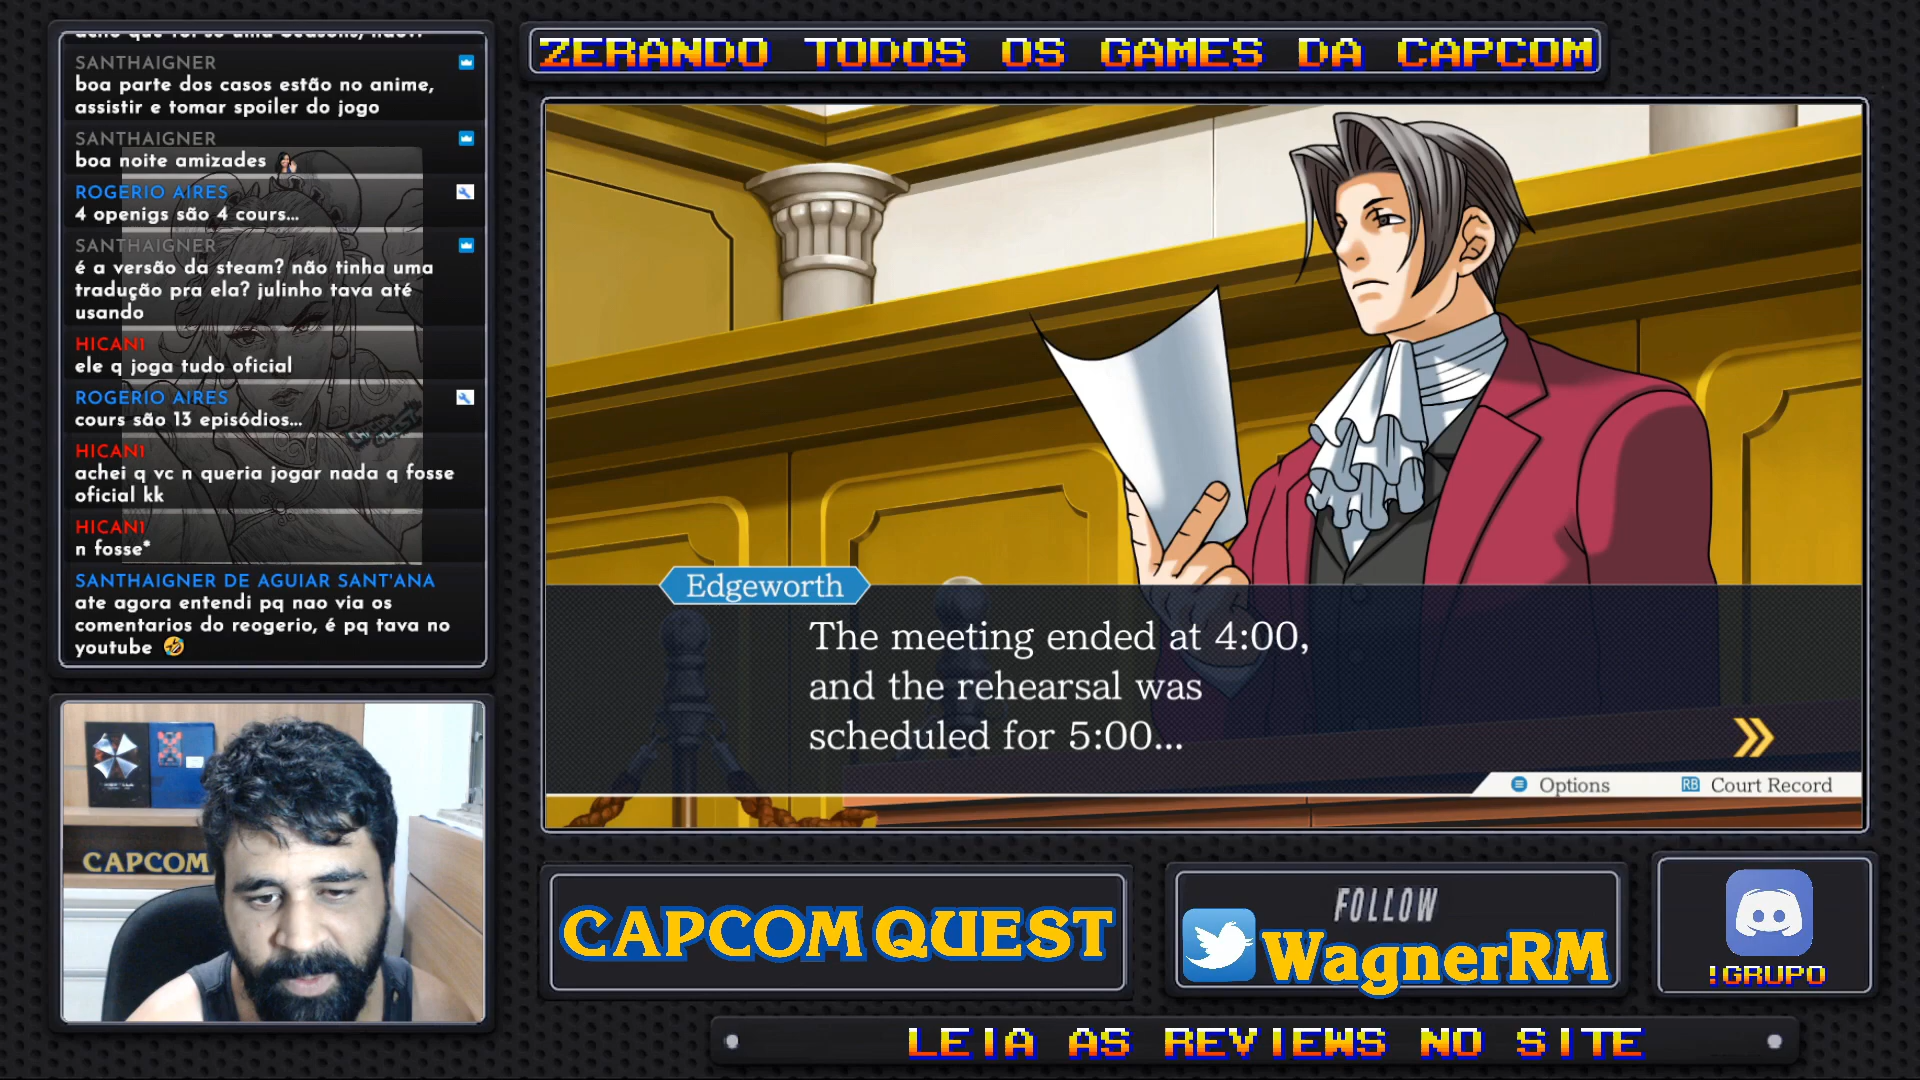 ZERANDO TODOS OS GAMES DA CAPCOM
SANTHAIGNER
boa parte dos casos estão no anime,
assistir e tomar spoiler do jogo
SANTHAIGNER
boa noite amizades
ROGERIO AIRES
4 openigs são 4 cours...
SANTHAIGNER
é a versão da steam? não tinha uma
tradução pra ela? julinho tava até
usando
HICAN1
ele q joga tudo oficial
ROGERIO AIRES
cours são 13 episódios...
HICAN1
achei q vc n queria jogar nada q fosse
oficial kk
HICAN1
n fosse*
SANTHAIGNER DE AGUIAR SANT'ANA
ate agora entendi pq nao via os
comentarios do reogerio, é pq tava no
youtube 🤣
Edgeworth
The meeting ended at 4:00,
and the rehearsal was
scheduled for 5:00...
Options
RB Court Record
CAPCOM
CAPCOM QUEST
FOLLOW
WagnerRM
!GRUPO
LEIA AS REVIEWS NO SITE